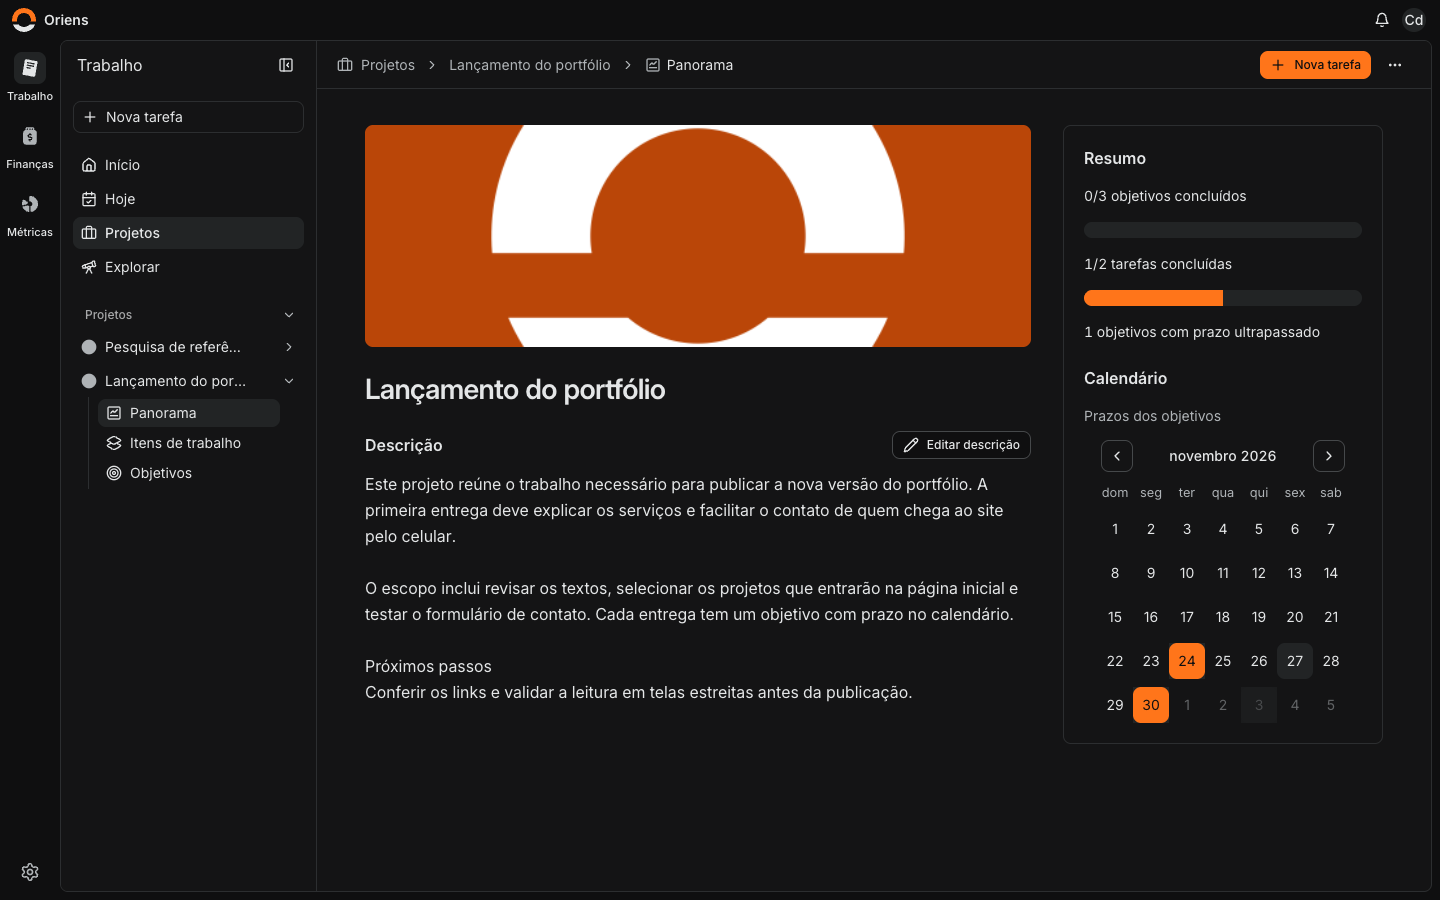 Oriens
Cd
Trabalho
Finanças
Métricas
Trabalho
Nova tarefa
Início
Hoje
Projetos
Explorar
Projetos
Pesquisa de referê...
Lançamento do por...
Panorama
Itens de trabalho
Objetivos
Projetos > Lançamento do portfólio > Panorama
Nova tarefa
Lançamento do portfólio
Descrição
Editar descrição
Este projeto reúne o trabalho necessário para publicar a nova versão do portfólio. A
primeira entrega deve explicar os serviços e facilitar o contato de quem chega ao site
pelo celular.
O escopo inclui revisar os textos, selecionar os projetos que entrarão na página inicial e
testar o formulário de contato. Cada entrega tem um objetivo com prazo no calendário.
Próximos passos
Conferir os links e validar a leitura em telas estreitas antes da publicação.
Resumo
0/3 objetivos concluídos
1/2 tarefas concluídas
1 objetivos com prazo ultrapassado
Calendário
Prazos dos objetivos
novembro 2026
dom seg ter qua qui sex sab
1 2 3 4 5 6 7
8 9 10 11 12 13 14
15 16 17 18 19 20 21
22 23 24 25 26 27 28
29 30 1 2 3 4 5